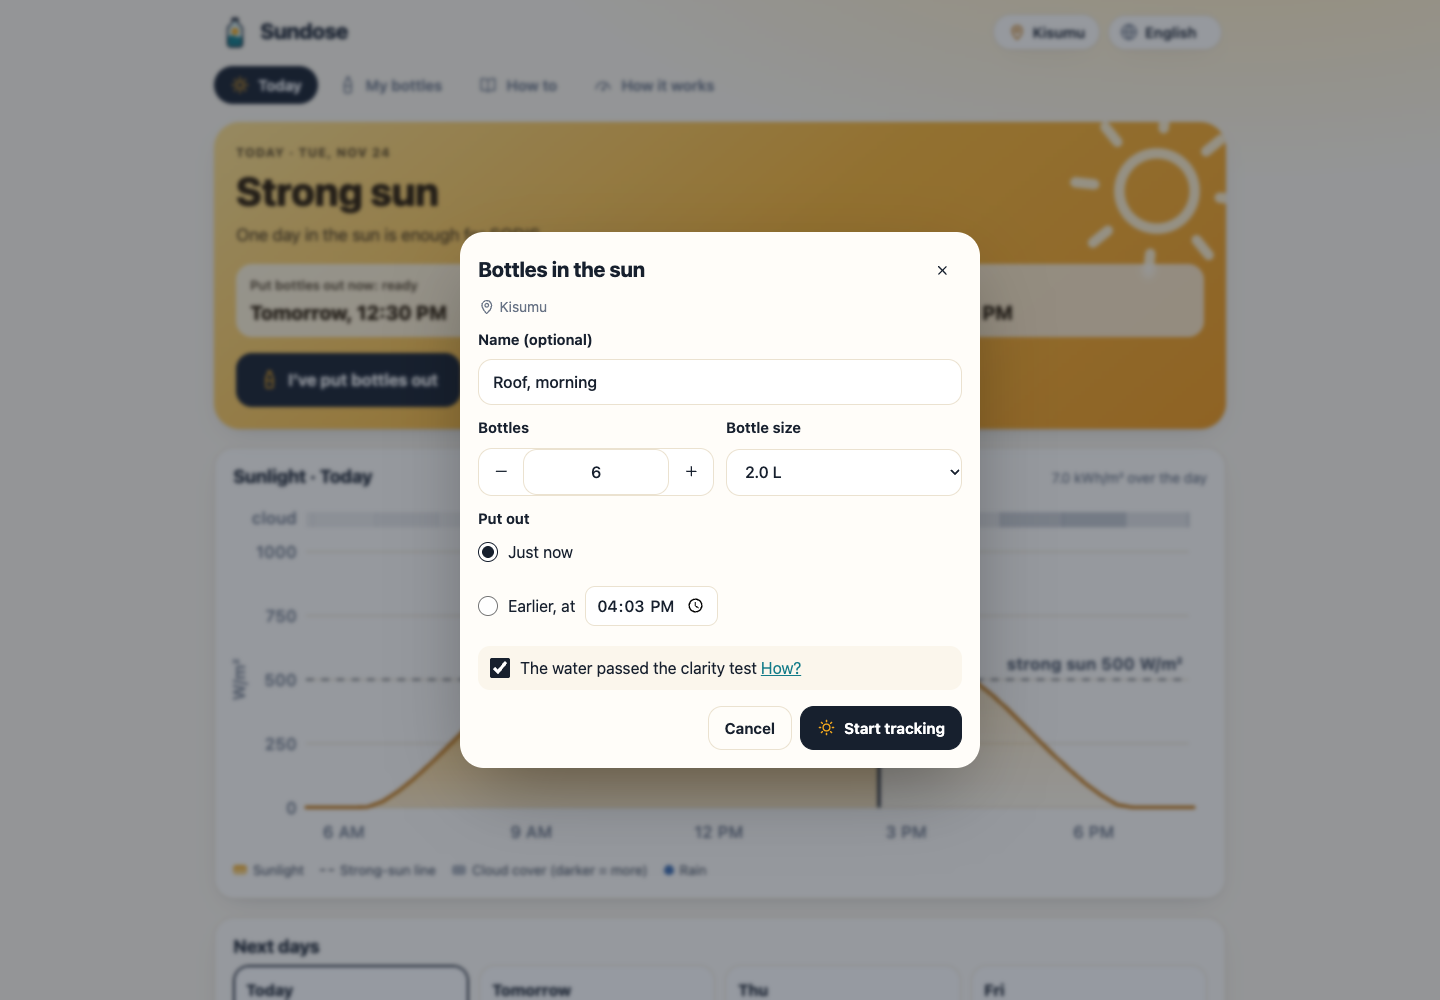 Sundose
Kisumu
English
Today
My bottles
How to
How it works
TODAY · TUE, NOV 24
Strong sun
One day in the sun is enough
Put bottles out now: ready
Tomorrow, 12:30 PM
PM
I've put bottles out
Bottles in the sun
×
Kisumu
Name (optional)
Roof, morning
Bottles
Bottle size
− 6 +
2.0 L
Put out
Just now
Earlier, at 04:03 PM
The water passed the clarity test How?
Cancel
Start tracking
Sunlight · Today
7.0 kWh/m² over the day
cloud
1000
750
500
250
0
W/m²
strong sun 500 W/m²
6 AM
9 AM
12 PM
3 PM
6 PM
Sunlight
Strong-sun line
Cloud cover (darker = more)
Rain
Next days
Today
Tomorrow
Thu
Fri